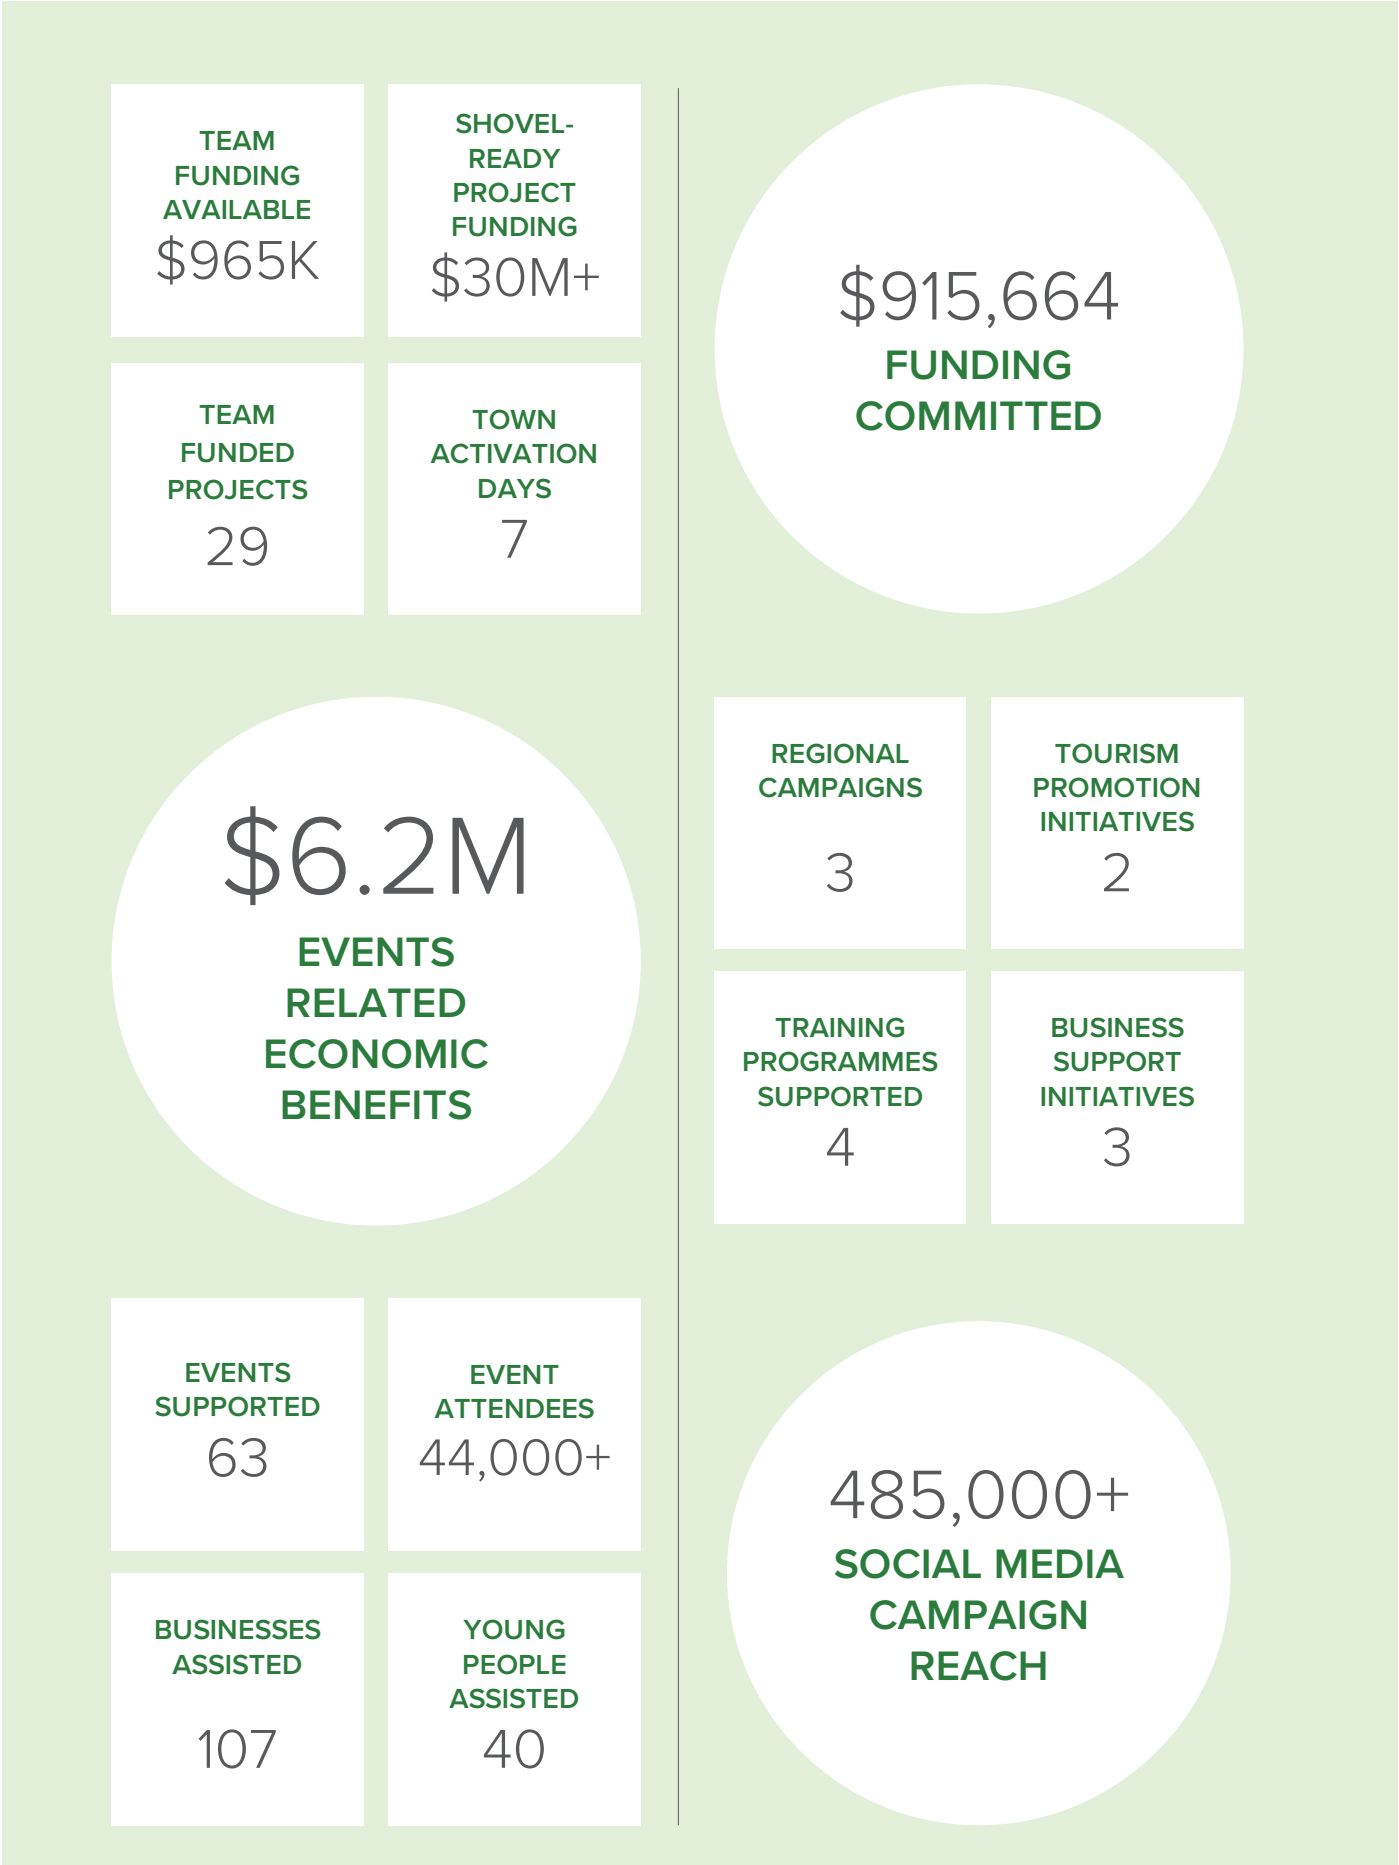 TEAM
FUNDING
AVAILABLE
$965K
SHOVEL-
READY
PROJECT
FUNDING
$30M+
TEAM
FUNDED
PROJECTS
29
TOWN
ACTIVATION
DAYS
7
$6.2M
EVENTS
RELATED
ECONOMIC
BENEFITS
EVENTS
SUPPORTED
63
EVENT
ATTENDEES
44,000+
BUSINESSES
ASSISTED
107
YOUNG
PEOPLE
ASSISTED
40
$915,664
FUNDING
COMMITTED
REGIONAL
CAMPAIGNS
3
TOURISM
PROMOTION
INITIATIVES
2
TRAINING
PROGRAMMES
SUPPORTED
4
BUSINESS
SUPPORT
INITIATIVES
3
485,000+
SOCIAL MEDIA
CAMPAIGN
REACH